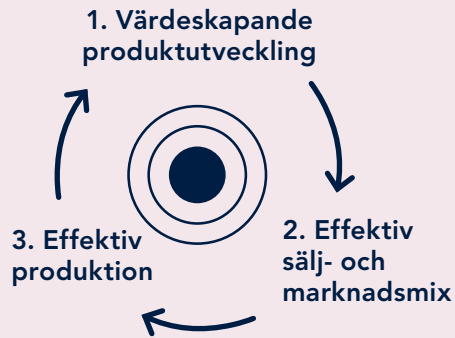 1. Värdeskapande
produktutveckling
2. Effektiv
sälj- och
marknadsmix
3. Effektiv
produktion